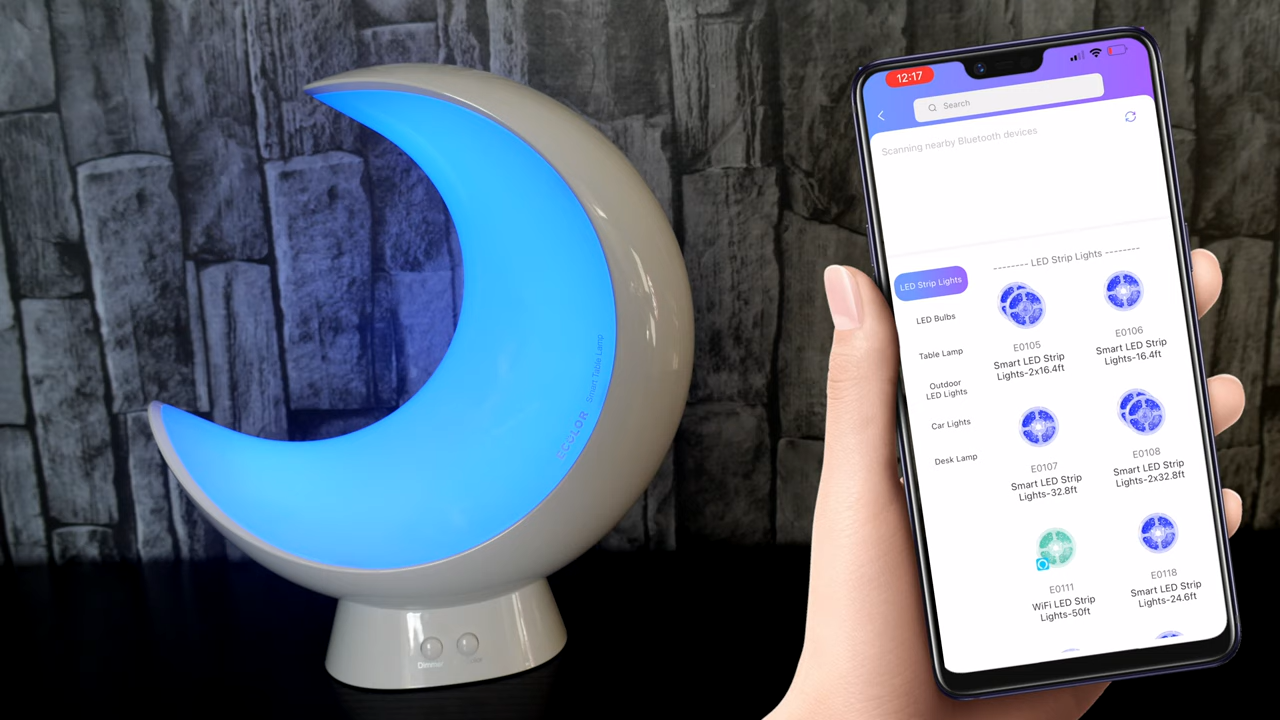 12:17
Search
Scanning nearby Bluetooth devices
-------- LED Strip Lights --------
LED Strip Lights
LED Bulbs
Table Lamp
Outdoor
LED Lights
Car Lights
Desk Lamp
E0105
Smart LED Strip
Lights-2x16.4ft
E0106
Smart LED Strip
Lights-16.4ft
E0107
Smart LED Strip
Lights-32.8ft
E0108
Smart LED Strip
Lights-2x32.8ft
E0111
WiFi LED Strip
Lights-50ft
E0118
Smart LED Strip
Lights-24.6ft
Smart Table Lamp
Dimmer